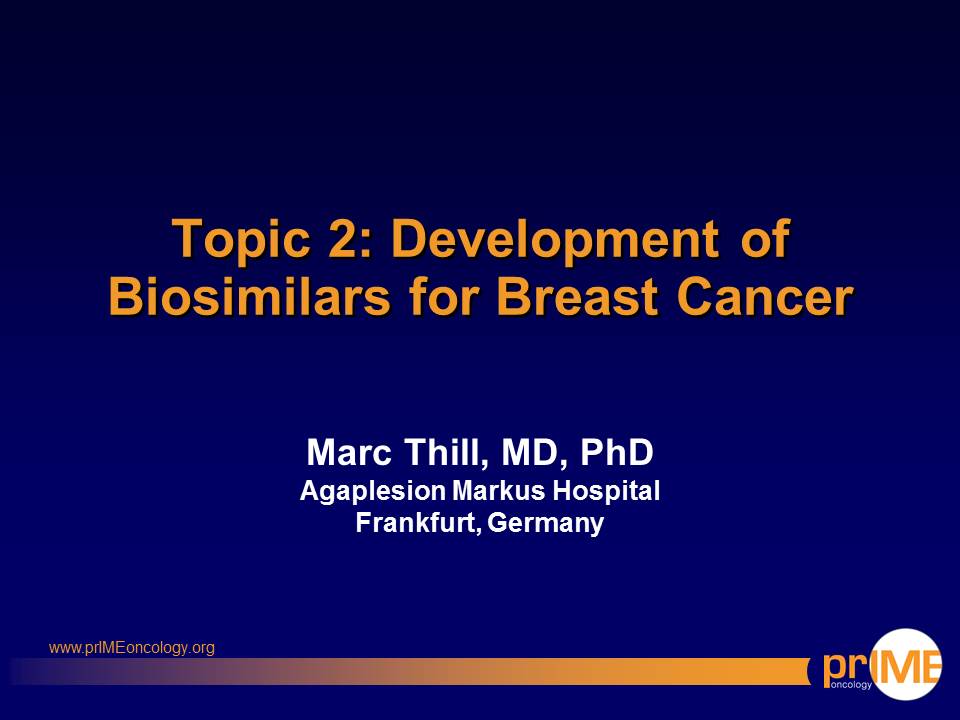 Topic 2: Development of
Biosimilars for Breast Cancer
Marc Thill, MD, PhD
Agaplesion Markus Hospital
Frankfurt, Germany
www.prIMEoncology.org
prIME
oncology